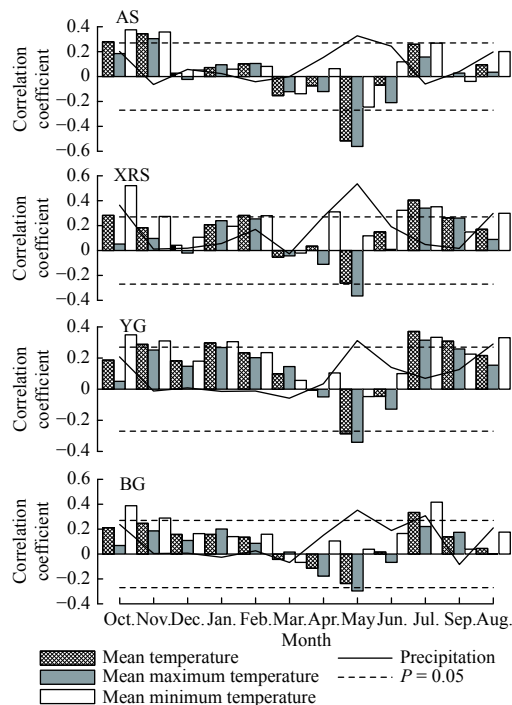 AS
0.4
0.2
0
−0.2
−0.4
−0.6
Correlation
coefficient
XRS
0.6
0.4
0.2
0
−0.2
−0.4
Correlation
coefficient
YG
0.4
0.2
0
−0.2
−0.4
Correlation
coefficient
BG
0.6
0.4
0.2
0
−0.2
0.4
Correlation
coefficient
Oct. Nov. Dec. Jan. Feb. Mar. Apr. May Jun. Jul. Sep. Aug.
Month
Mean temperature
Mean maximum temperature
Mean minimum temperature
Precipitation
P = 0.05